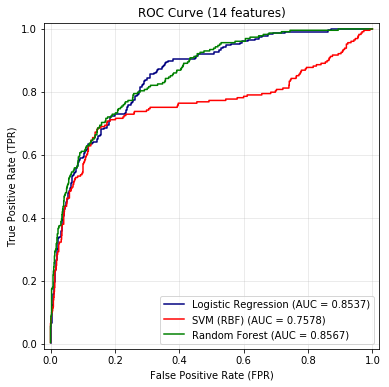 ROC Curve (14 features)
True Positive Rate (TPR)
1.0
0.8
0.6
0.4
0.2
0.0
Logistic Regression (AUC = 0.8537)
SVM (RBF) (AUC = 0.7578)
Random Forest (AUC = 0.8567)
0.0 0.2 0.4 0.6 0.8 1.0
False Positive Rate (FPR)